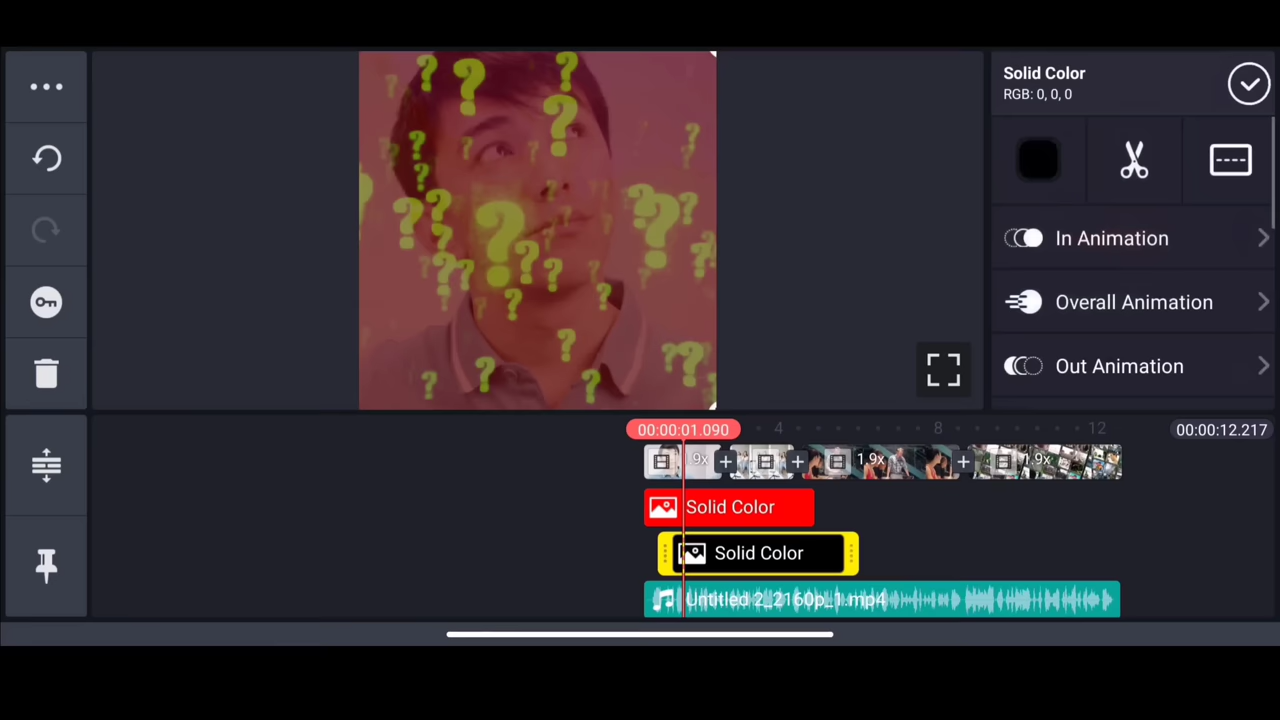 Solid Color
RGB: 0, 0, 0
In Animation
Overall Animation
Out Animation
00:00:01.090
4
8
12
00:00:12.217
1.9x
1.9x
1.9x
Solid Color
Solid Color
Untitled 2_2160p_1.mp4